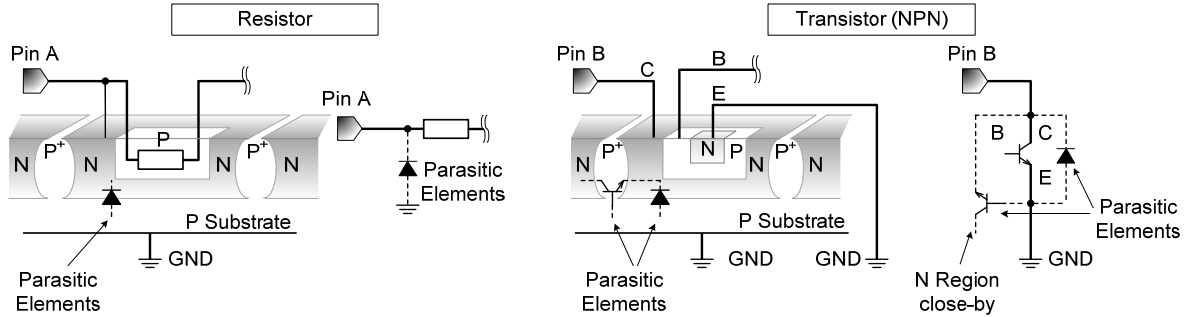 Resistor
Pin A
N
P+
N
P
N
P+
N
Parasitic
Elements
P Substrate
GND
Pin A
Parasitic
Elements
Transistor (NPN)
Pin B
C
B
E
N
P+
N
N
P
P+
N
P Substrate
GND
GND
Parasitic
Elements
Pin B
B
C
E
Parasitic
Elements
N Region
close-by